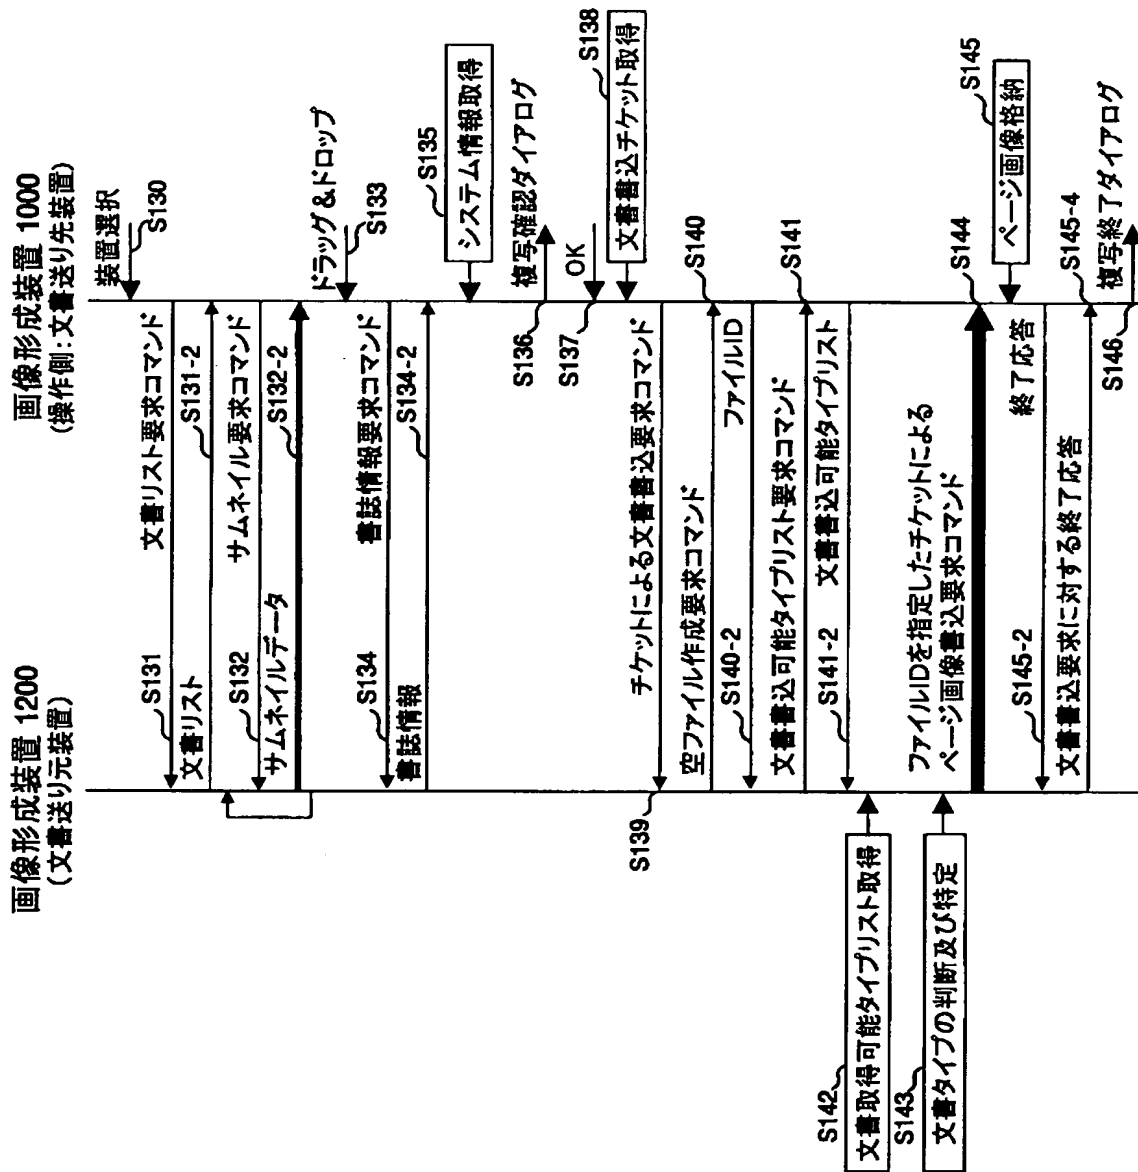 画像形成装置 1200
(文書送り元装置)
画像形成装置 1000
(操作側:文書送り先装置)
装置選択
S130
文書リスト要求コマンド
S131
文書リスト
S131-2
サムネイル要求コマンド
S132
サムネイルデータ
S132-2
ドラッグ&ドロップ
S133
書誌情報要求コマンド
S134
書誌情報
S134-2
S135
システム情報取得
複写確認ダイアログ
S136
OK
S137
S138
文書書込チケット取得
チケットによる文書書込要求コマンド
S139
空ファイル作成要求コマンド
S140
ファイルID
S140-2
文書書込可能タイプリスト要求コマンド
S141
文書書込可能タイプリスト
S141-2
S142
文書取得可能タイプリスト取得
S143
文書タイプの判断及び特定
ファイルIDを指定したチケットによる
ページ画像書込要求コマンド
S144
S145
ページ画像格納
終了応答
S145-2
文書書込要求に対する終了応答
S145-4
複写終了ダイアログ
S146